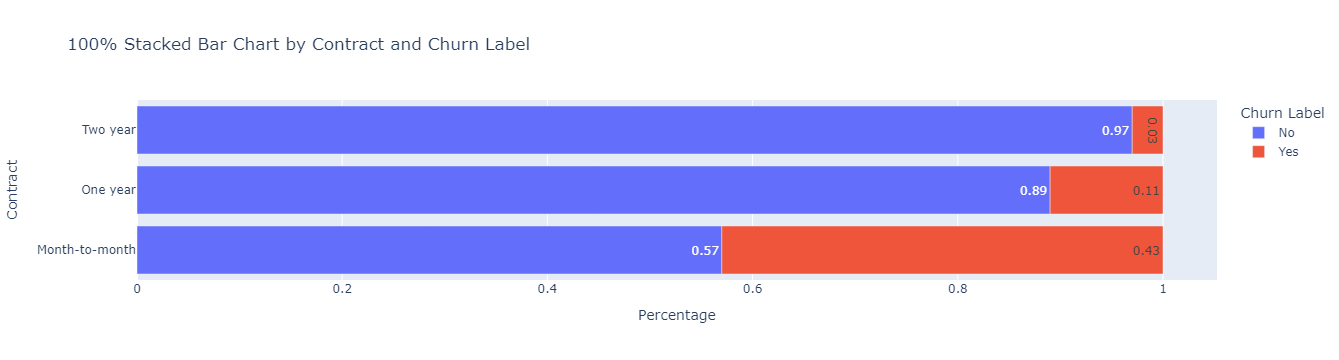 100% Stacked Bar Chart by Contract and Churn Label
Churn Label
No
Yes
Contract
Two year
0.97
0.03
One year
0.89
0.11
Month-to-month
0.57
0.43
0
0.2
0.4
0.6
0.8
1
Percentage